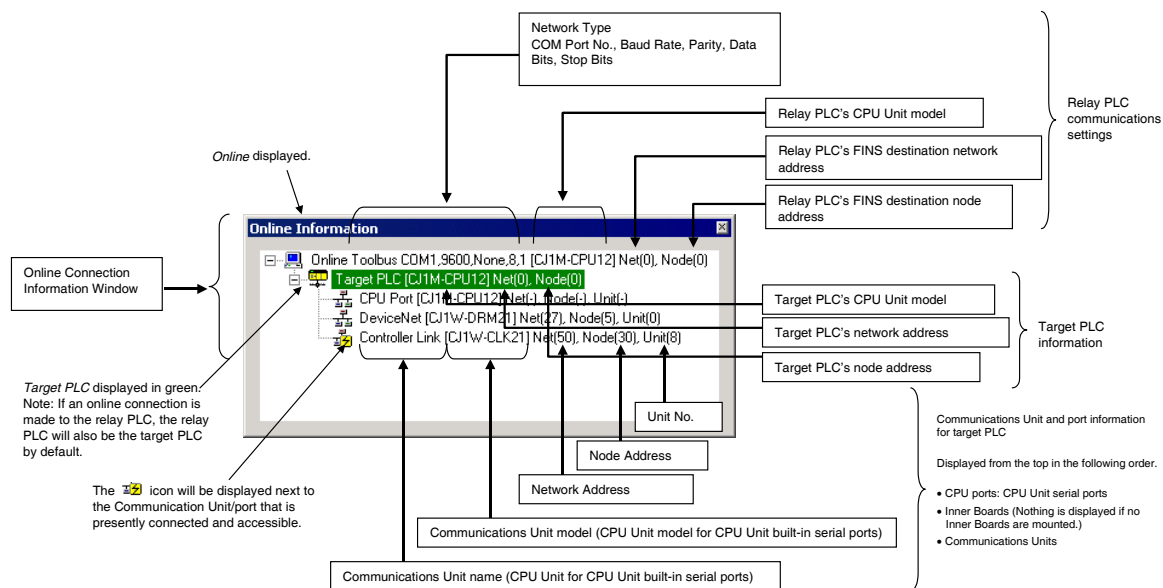 Network Type
COM Port No., Baud Rate, Parity, Data
Bits, Stop Bits
Relay PLC's CPU Unit model
Relay PLC's FINS destination network
address
Relay PLC's FINS destination node
address
Relay PLC
communications
settings
Online displayed.
Online Connection
Information Window
Online Information
Online Toolbus COM1,9600,None,8,1 [CJ1M-CPU12] Net(0), Node(0)
Target PLC [CJ1M-CPU12] Net(0), Node(0)
CPU Port [CJ1M-CPU12] Net(-), Node(-), Unit(-)
DeviceNet [CJ1W-DRM21] Net(27), Node(5), Unit(0)
Controller Link [CJ1W-CLK21] Net(50), Node(30), Unit(8)
Target PLC's CPU Unit model
Target PLC's network address
Target PLC's node address
Target PLC
information
Target PLC displayed in green.
Note: If an online connection is
made to the relay PLC, the relay
PLC will also be the target PLC
by default.
The icon will be displayed next to
the Communication Unit/port that is
presently connected and accessible.
Unit No.
Node Address
Network Address
Communications Unit model (CPU Unit model for CPU Unit built-in serial ports)
Communications Unit name (CPU Unit for CPU Unit built-in serial ports)
Communications Unit and port information
for target PLC
Displayed from the top in the following order.
• CPU ports: CPU Unit serial ports
• Inner Boards (Nothing is displayed if no
Inner Boards are mounted.)
• Communications Units